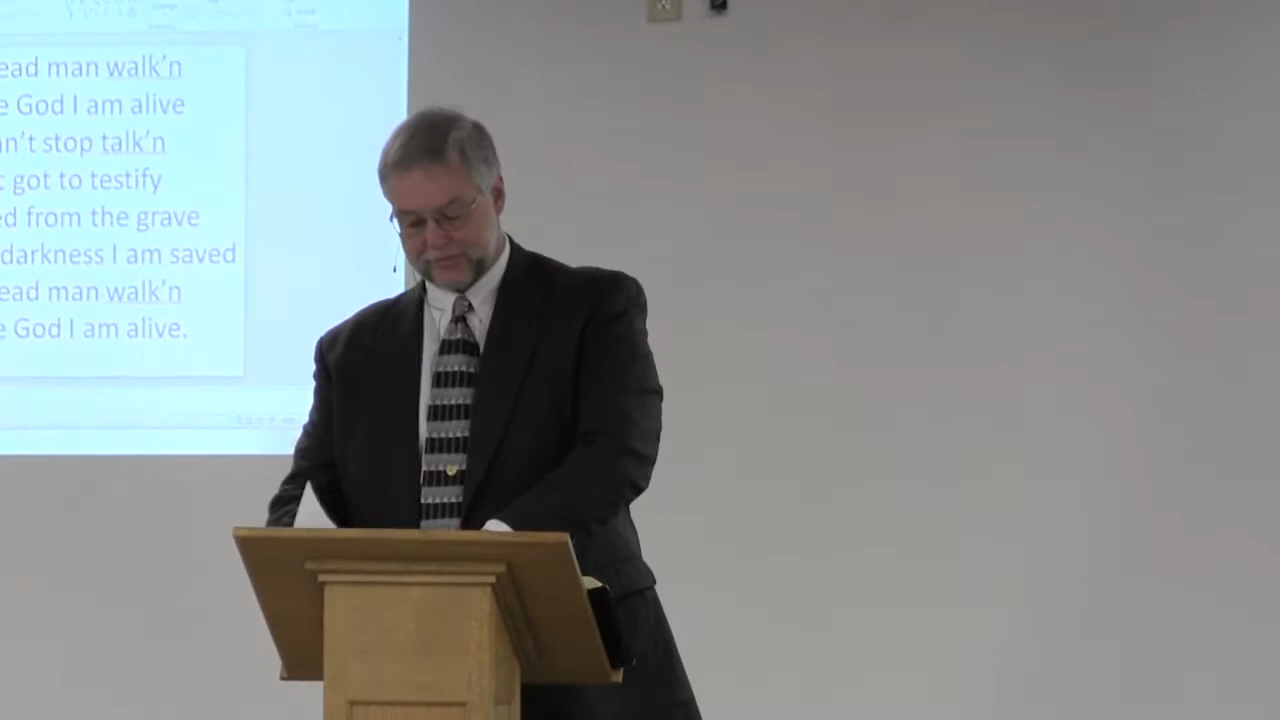 ead man walk’n
e God I am alive
an’t stop talk’n
got to testify
ed from the grave
darkness I am saved
ead man walk’n
e God I am alive.